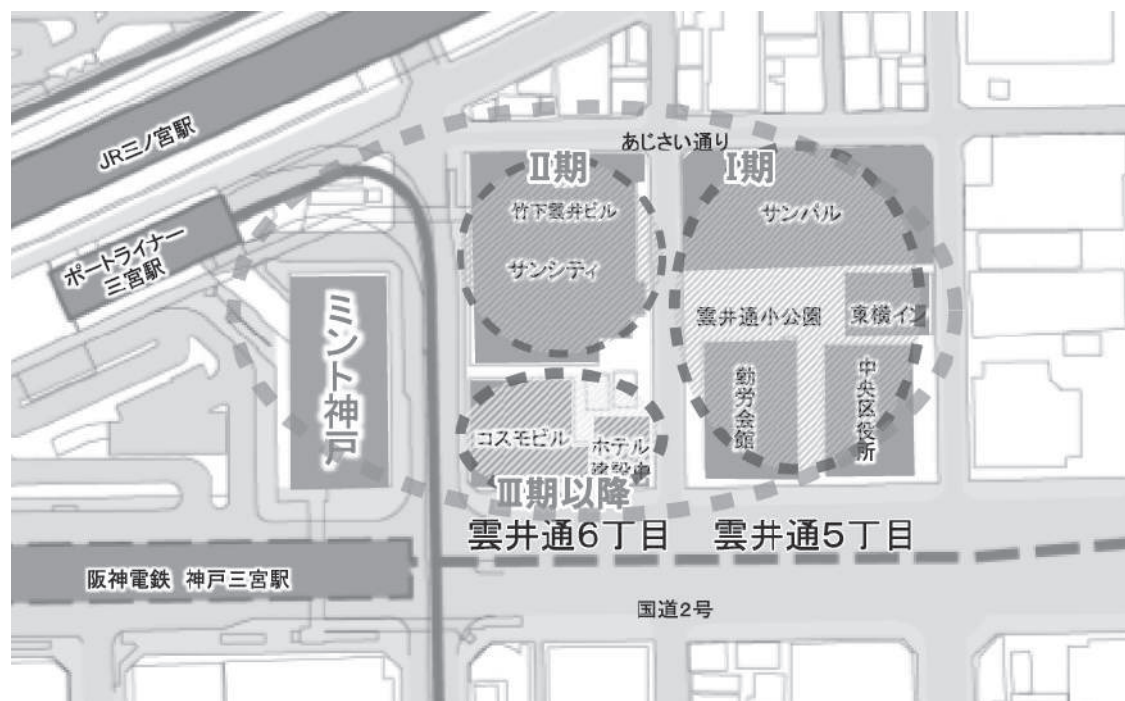 JR三ノ宮駅
ポートライナー
三宮駅
ミント神戸
あじさい通り
Ⅱ期
竹下雲井ビル
サンシティ
Ⅰ期
サンパル
雲井通小公園
東横イン
勤労会館
中央区役所
コスモビル
ホテル
建設中
Ⅲ期以降
雲井通6丁目
雲井通5丁目
阪神電鉄 神戸三宮駅
国道2号